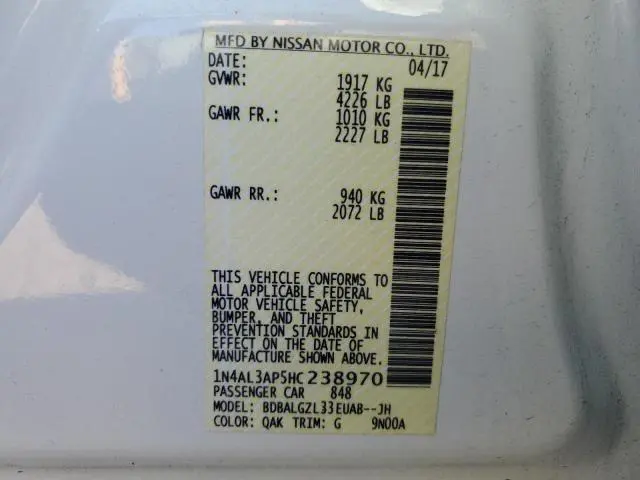 MFD BY NISSAN MOTOR CO., LTD.
DATE: 04/17
GVWR: 1917 KG
4226 LB
GAWR FR.: 1010 KG
2227 LB
GAWR RR.: 940 KG
2072 LB
THIS VEHICLE CONFORMS TO
ALL APPLICABLE FEDERAL
MOTOR VEHICLE SAFETY,
BUMPER, AND THEFT
PREVENTION STANDARDS IN
EFFECT ON THE DATE OF
MANUFACTURE SHOWN ABOVE.
1N4AL3AP5HC238970
PASSENGER CAR 848
MODEL: BDBALGZL33EUAB--JH
COLOR: QAK TRIM: G 9N00A